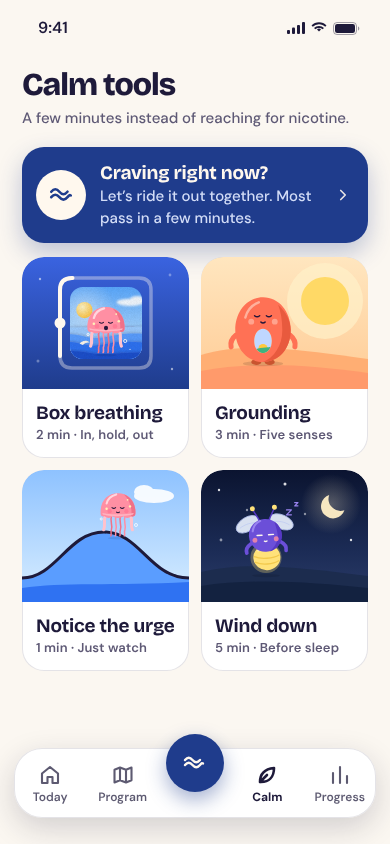 9:41
Calm tools
A few minutes instead of reaching for nicotine.
Craving right now?
Let's ride it out together. Most
pass in a few minutes.
Box breathing
2 min · In, hold, out
Grounding
3 min · Five senses
z z
Notice the urge
1 min · Just watch
Wind down
5 min · Before sleep
Today
Program
Calm
Progress